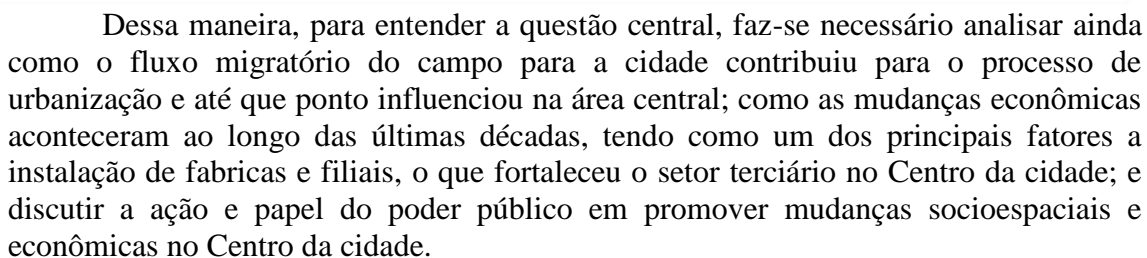 Dessa maneira, para entender a questão central, faz-se necessário analisar ainda
como o fluxo migratório do campo para a cidade contribuiu para o processo de
urbanização e até que ponto influenciou na área central; como as mudanças econômicas
aconteceram ao longo das últimas décadas, tendo como um dos principais fatores a
instalação de fabricas e filiais, o que fortaleceu o setor terciário no Centro da cidade; e
discutir a ação e papel do poder público em promover mudanças socioespaciais e
econômicas no Centro da cidade.